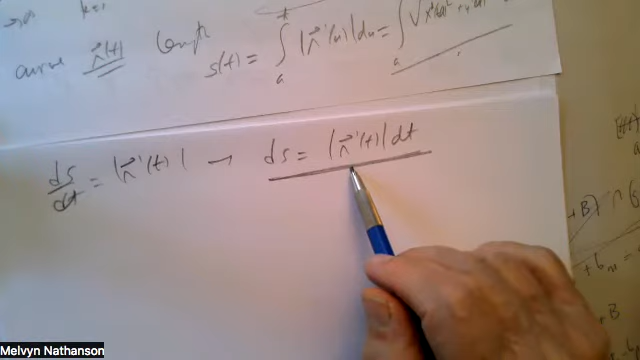 curve r⃗(t) length s(t) = ∫ₐᵗ |r⃗'(u)|du = ∫ₐ
ds/dt = |r⃗'(t)| → ds = |r⃗'(t)|dt
+B)
+B
Melvyn Nathanson